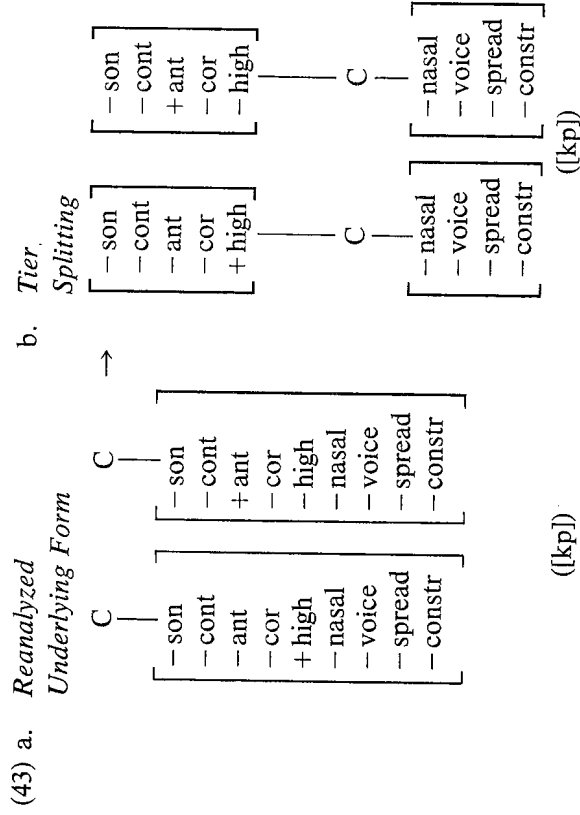 (43) a. Reanalyzed Underlying Form
C C
[−son [−son
−cont −cont
−ant +ant
−cor −cor
+high −high
−nasal −nasal
−voice −voice
−spread −spread
−constr] −constr]
([kp])
→
b. Tier Splitting
[−son [−son
−cont −cont
−ant +ant
−cor −cor
+high] −high]
C C
[−nasal [−nasal
−voice −voice
−spread −spread
−constr] −constr]
([kp])